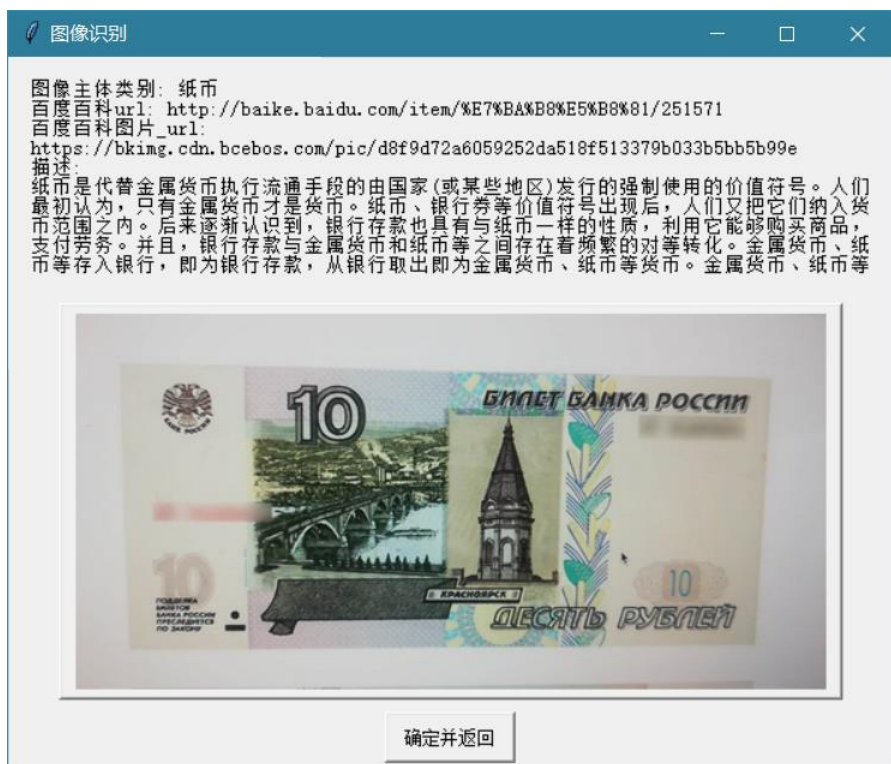 图像识别
图像主体类别: 纸币
百度百科url: http://baike.baidu.com/item/%E7%BA%B8%E5%B8%81/251571
百度百科图片_url:
https://bkimg.cdn.bcebos.com/pic/d8f9d72a6059252da518f513379b033b5bb5b99e
描述:
纸币是代替金属货币执行流通手段的由国家(或某些地区)发行的强制使用的价值符号。人们
最初认为,只有金属货币才是货币。纸币、银行券等价值符号出现后,人们又把它们纳入货
币范围之内。后来逐渐认识到,银行存款也具有与纸币一样的性质,利用它能够购买商品,
支付劳务。并且,银行存款与金属货币和纸币等之间存在着频繁的对等转化。金属货币、纸
币等存入银行,即为银行存款,从银行取出即为金属货币、纸币等货币。金属货币、纸币等
10
БИЛЕТ БАНКА РОССИИ
БАНК РОССИИ
10
10
КРАСНОЯРСК
ПОДДЕЛКА
БИЛЕТОВ
БАНКА РОССИИ
ПРЕСЛЕДУЕТСЯ
ПО ЗАКОНУ
ДЕСЯТЬ РУБЛЕЙ
确定并返回